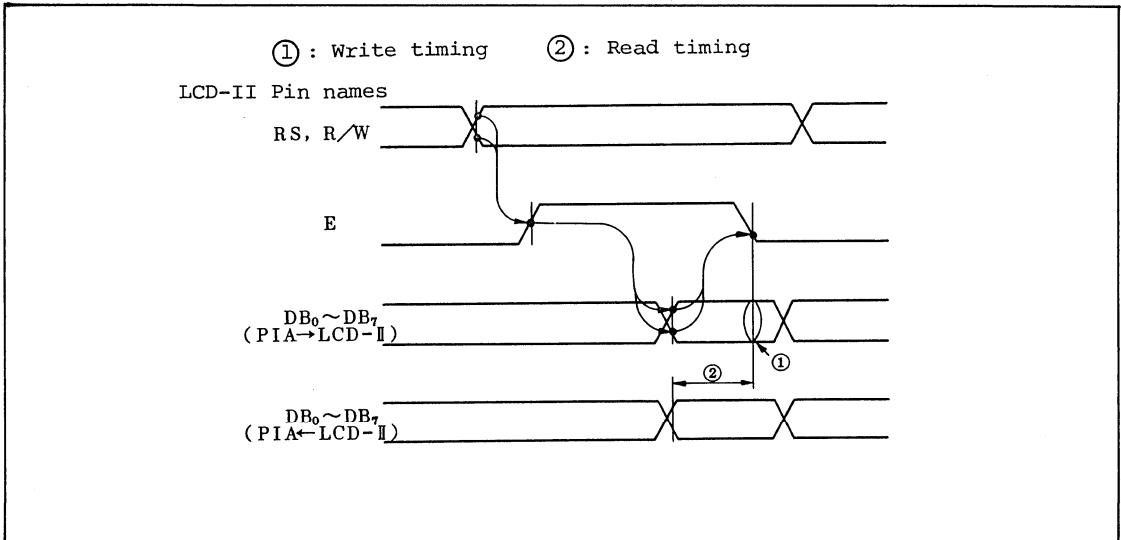 ① : Write timing ② : Read timing
LCD-II Pin names
RS, R/W
E
DB₀~DB₇
(PIA→LCD-Ⅱ)
①
②
DB₀~DB₇
(PIA←LCD-Ⅱ)